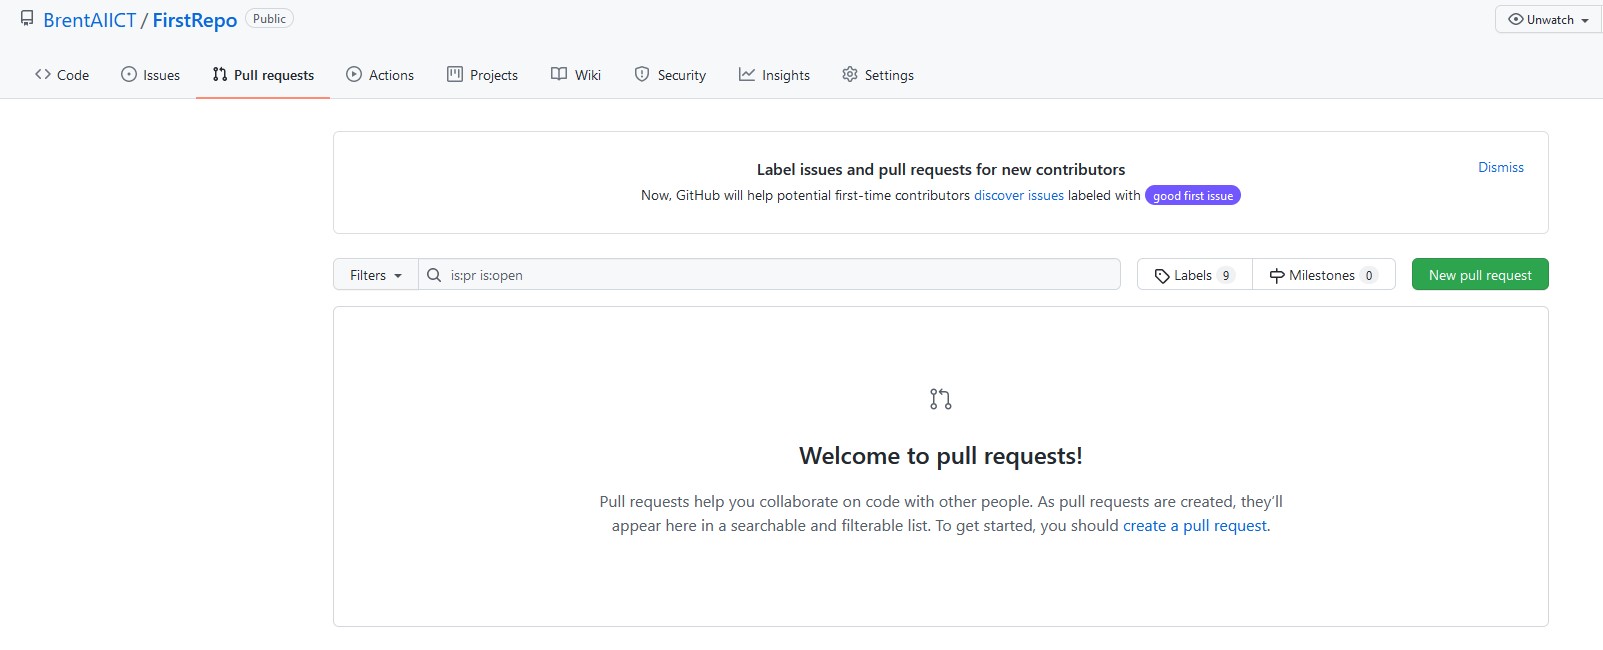 BrentAIICT / FirstRepo Public
Unwatch
Code Issues Pull requests Actions Projects Wiki Security Insights Settings
Label issues and pull requests for new contributors
Dismiss
Now, GitHub will help potential first-time contributors discover issues labeled with good first issue
Filters is:pr is:open Labels 9 Milestones 0 New pull request
Welcome to pull requests!
Pull requests help you collaborate on code with other people. As pull requests are created, they’ll
appear here in a searchable and filterable list. To get started, you should create a pull request.